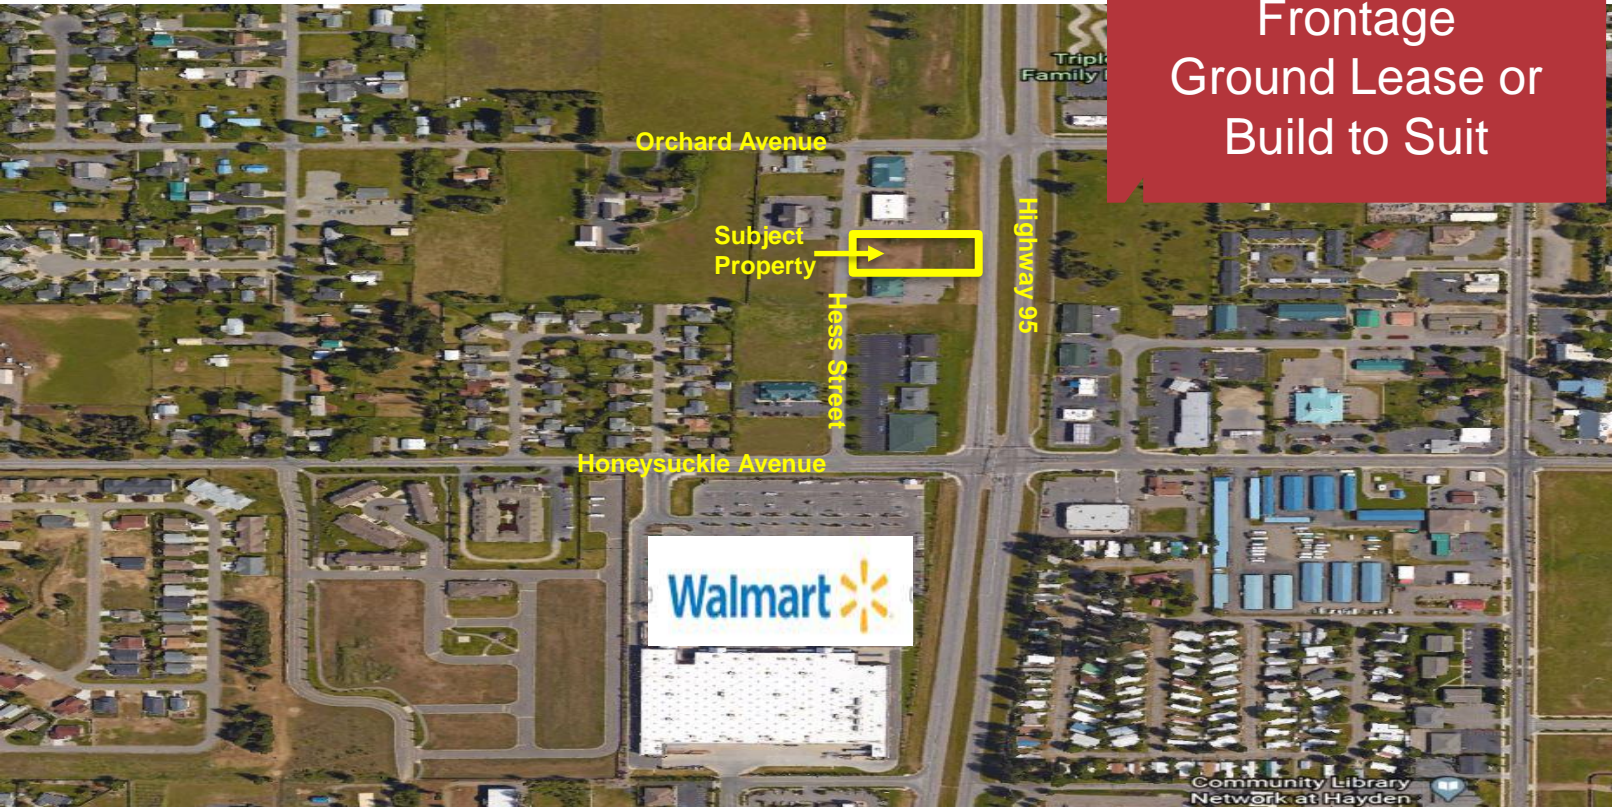 Frontage
Ground Lease or
Build to Suit
Family
Orchard Avenue
Subject
Property
Highway 95
Hess Street
Honeysuckle Avenue
Walmart
Community Library
Network at Hayden